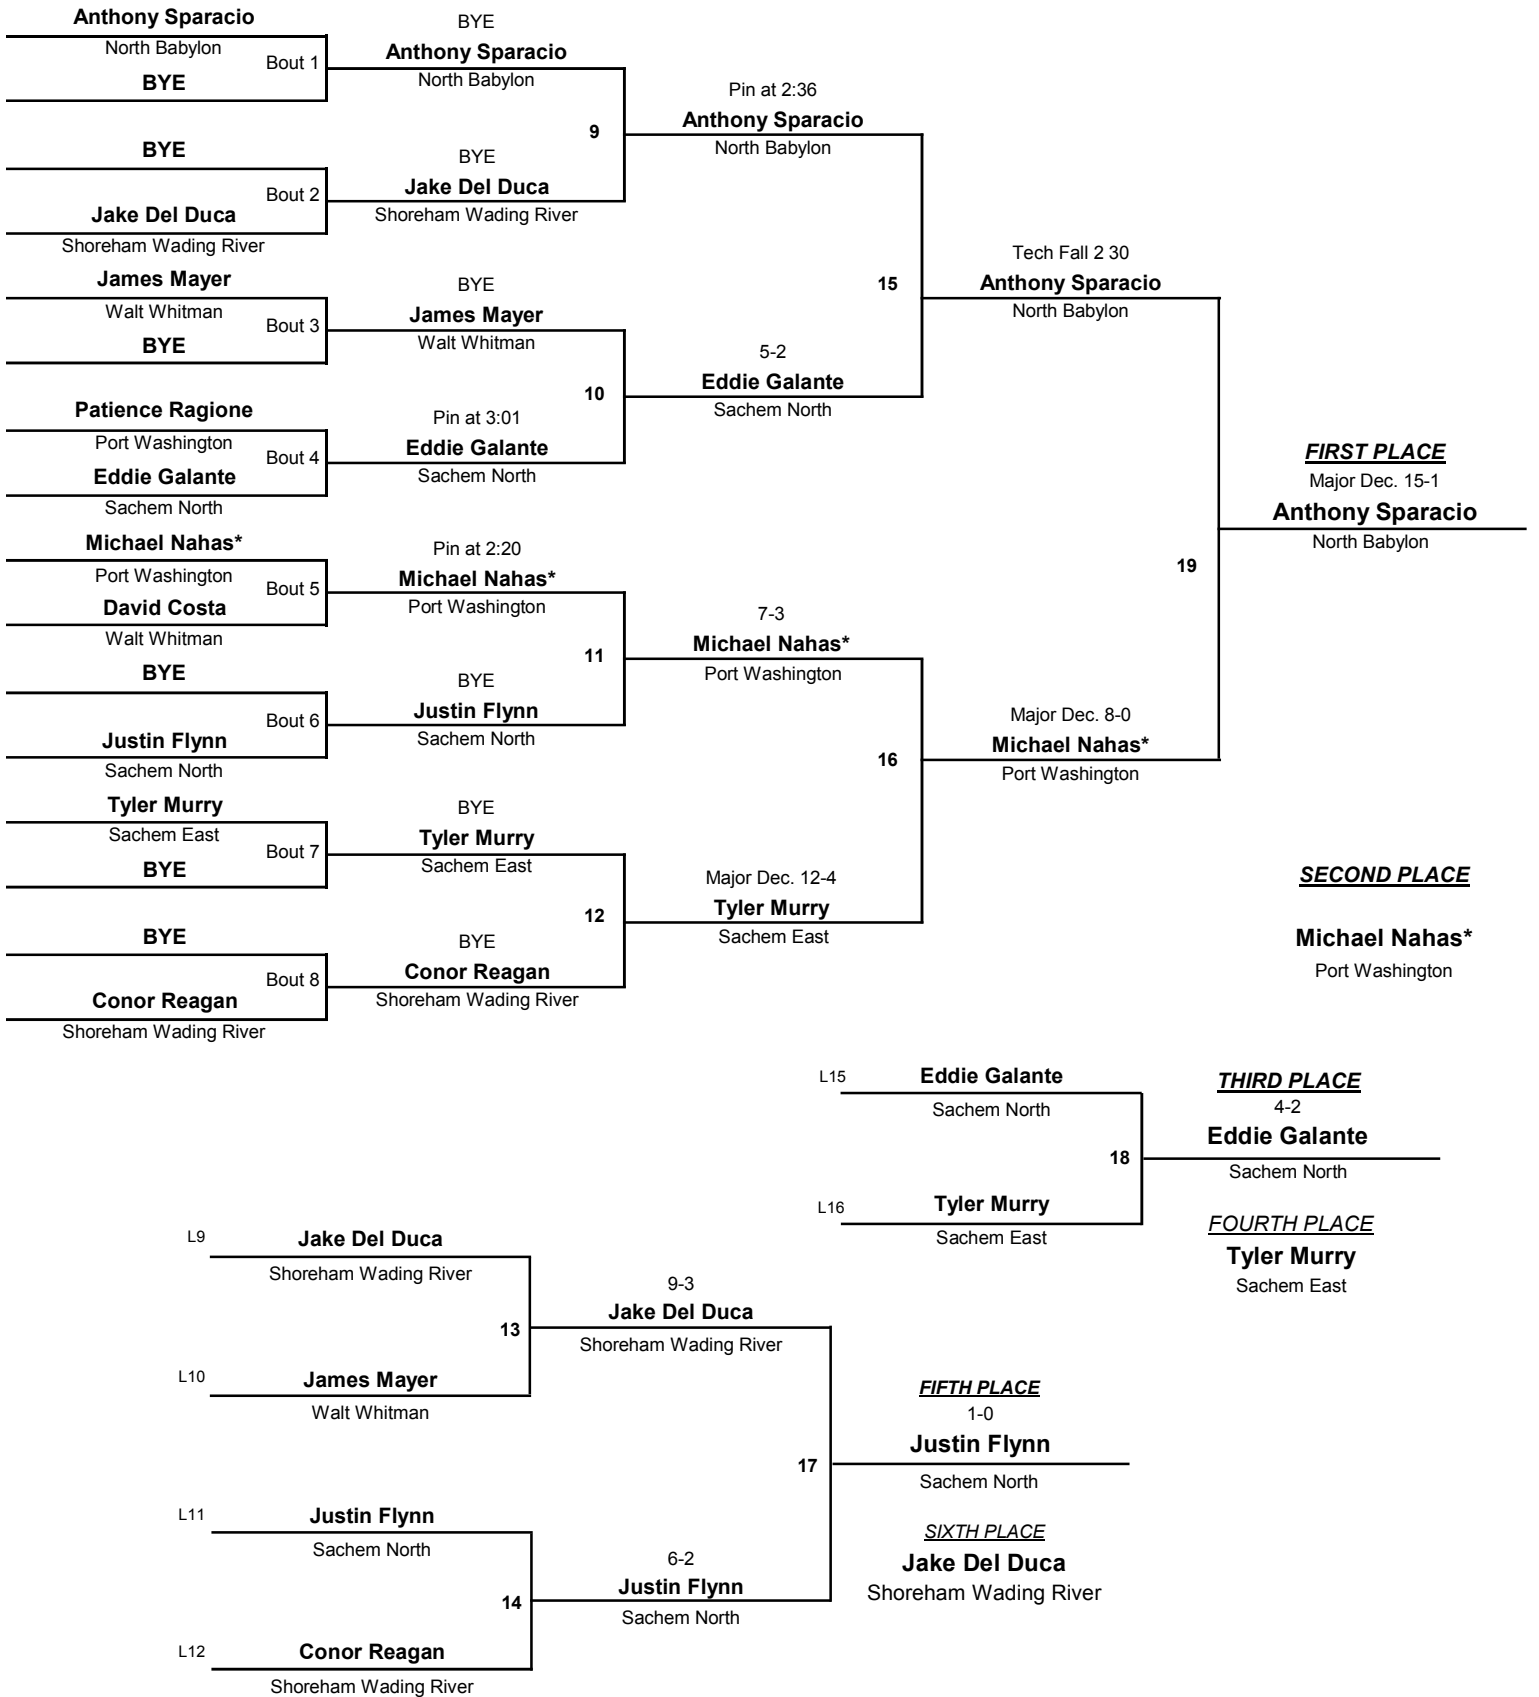 Anthony Sparacio
North Babylon
Bout 1
BYE
BYE
Bout 2
Jake Del Duca
Shoreham Wading River
James Mayer
Walt Whitman
Bout 3
BYE
Patience Ragione
Port Washington
Bout 4
Eddie Galante
Sachem North
Michael Nahas*
Port Washington
Bout 5
David Costa
Walt Whitman
BYE
Bout 6
Justin Flynn
Sachem North
Tyler Murry
Sachem East
Bout 7
BYE
BYE
Bout 8
Conor Reagan
Shoreham Wading River
BYE
Anthony Sparacio
North Babylon
9
BYE
Jake Del Duca
Shoreham Wading River
BYE
James Mayer
Walt Whitman
10
Pin at 3:01
Eddie Galante
Sachem North
Pin at 2:20
Michael Nahas*
Port Washington
11
BYE
Justin Flynn
Sachem North
BYE
Tyler Murry
Sachem East
12
BYE
Conor Reagan
Shoreham Wading River
Pin at 2:36
Anthony Sparacio
North Babylon
15
5-2
Eddie Galante
Sachem North
7-3
Michael Nahas*
Port Washington
16
Major Dec. 12-4
Tyler Murry
Sachem East
Tech Fall 2 30
Anthony Sparacio
North Babylon
19
Major Dec. 8-0
Michael Nahas*
Port Washington
FIRST PLACE
Major Dec. 15-1
Anthony Sparacio
North Babylon
SECOND PLACE
Michael Nahas*
Port Washington
L15
Eddie Galante
Sachem North
18
L16
Tyler Murry
Sachem East
THIRD PLACE
4-2
Eddie Galante
Sachem North
FOURTH PLACE
Tyler Murry
Sachem East
L9
Jake Del Duca
Shoreham Wading River
13
L10
James Mayer
Walt Whitman
L11
Justin Flynn
Sachem North
14
L12
Conor Reagan
Shoreham Wading River
9-3
Jake Del Duca
Shoreham Wading River
17
6-2
Justin Flynn
Sachem North
FIFTH PLACE
1-0
Justin Flynn
Sachem North
SIXTH PLACE
Jake Del Duca
Shoreham Wading River